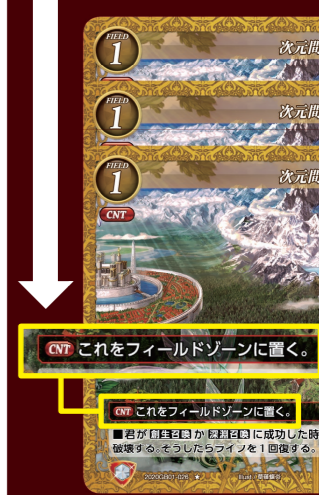 FIELD
1
次元間
FIELD
1
次元間
FIELD
1
次元間
CNT
CNT これをフィールドゾーンに置く。
CNT これをフィールドゾーンに置く。
■君が 創生召喚 か 深淵召喚 に成功した時
破壊する。そうしたらライフを1回復する。
2020GB01-026 ★